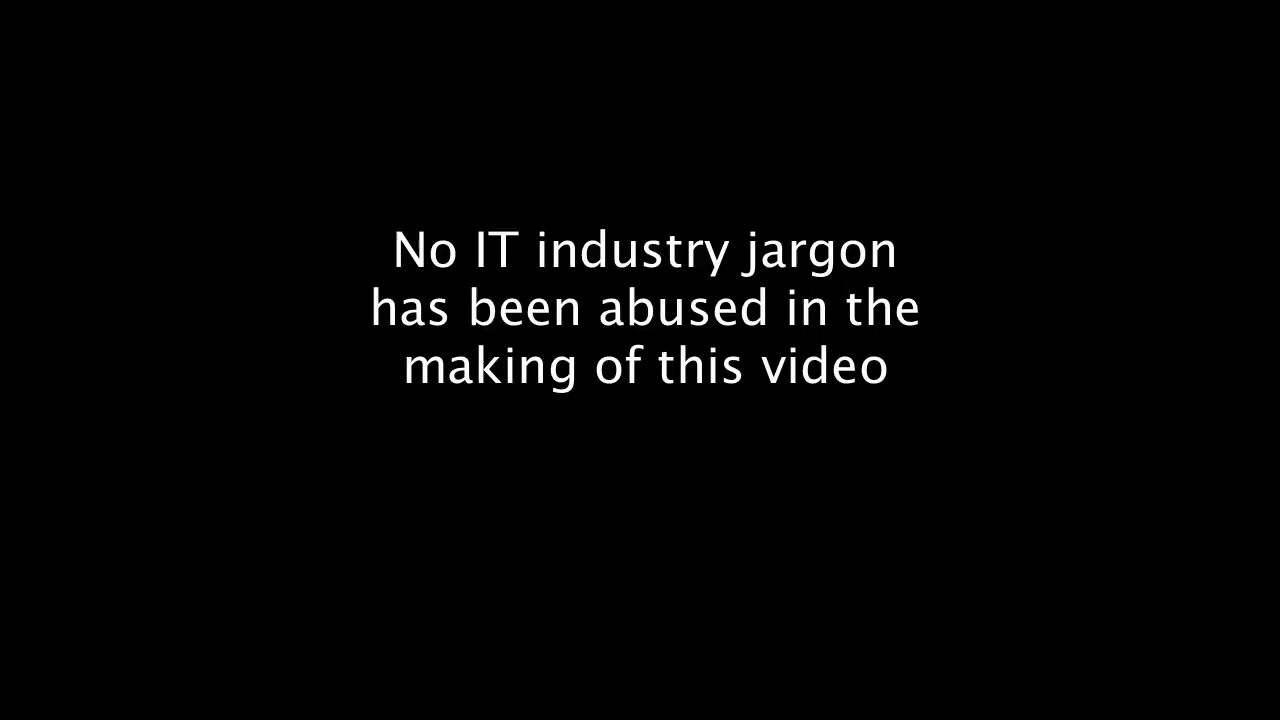 No IT industry jargon
has been abused in the
making of this video